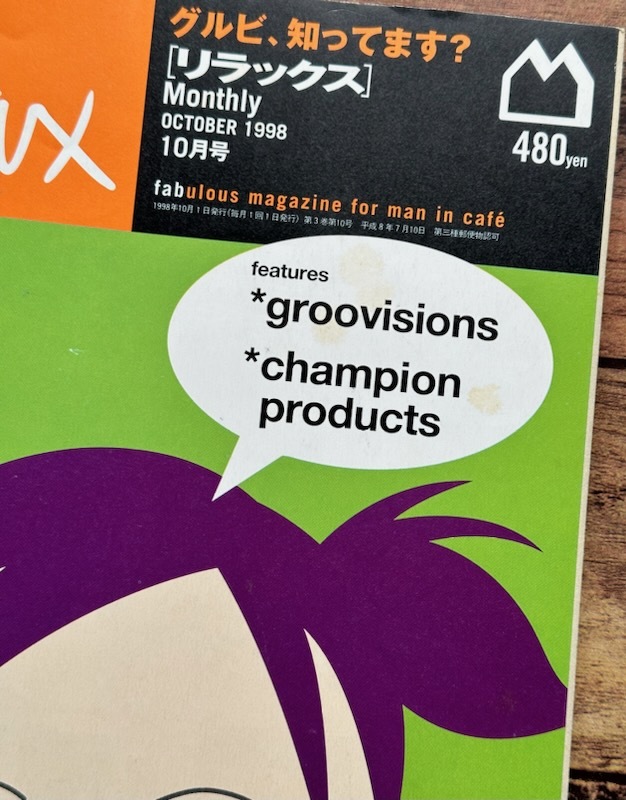 グルビ、知ってます?
[リラックス]
Monthly
OCTOBER 1998
10月号
480yen
fabulous magazine for man in café
1998年10月1日発行(毎月1回1日発行) 第3巻第10号 平成8年7月10日 第三種郵便物認可
features
*groovisions
*champion
products